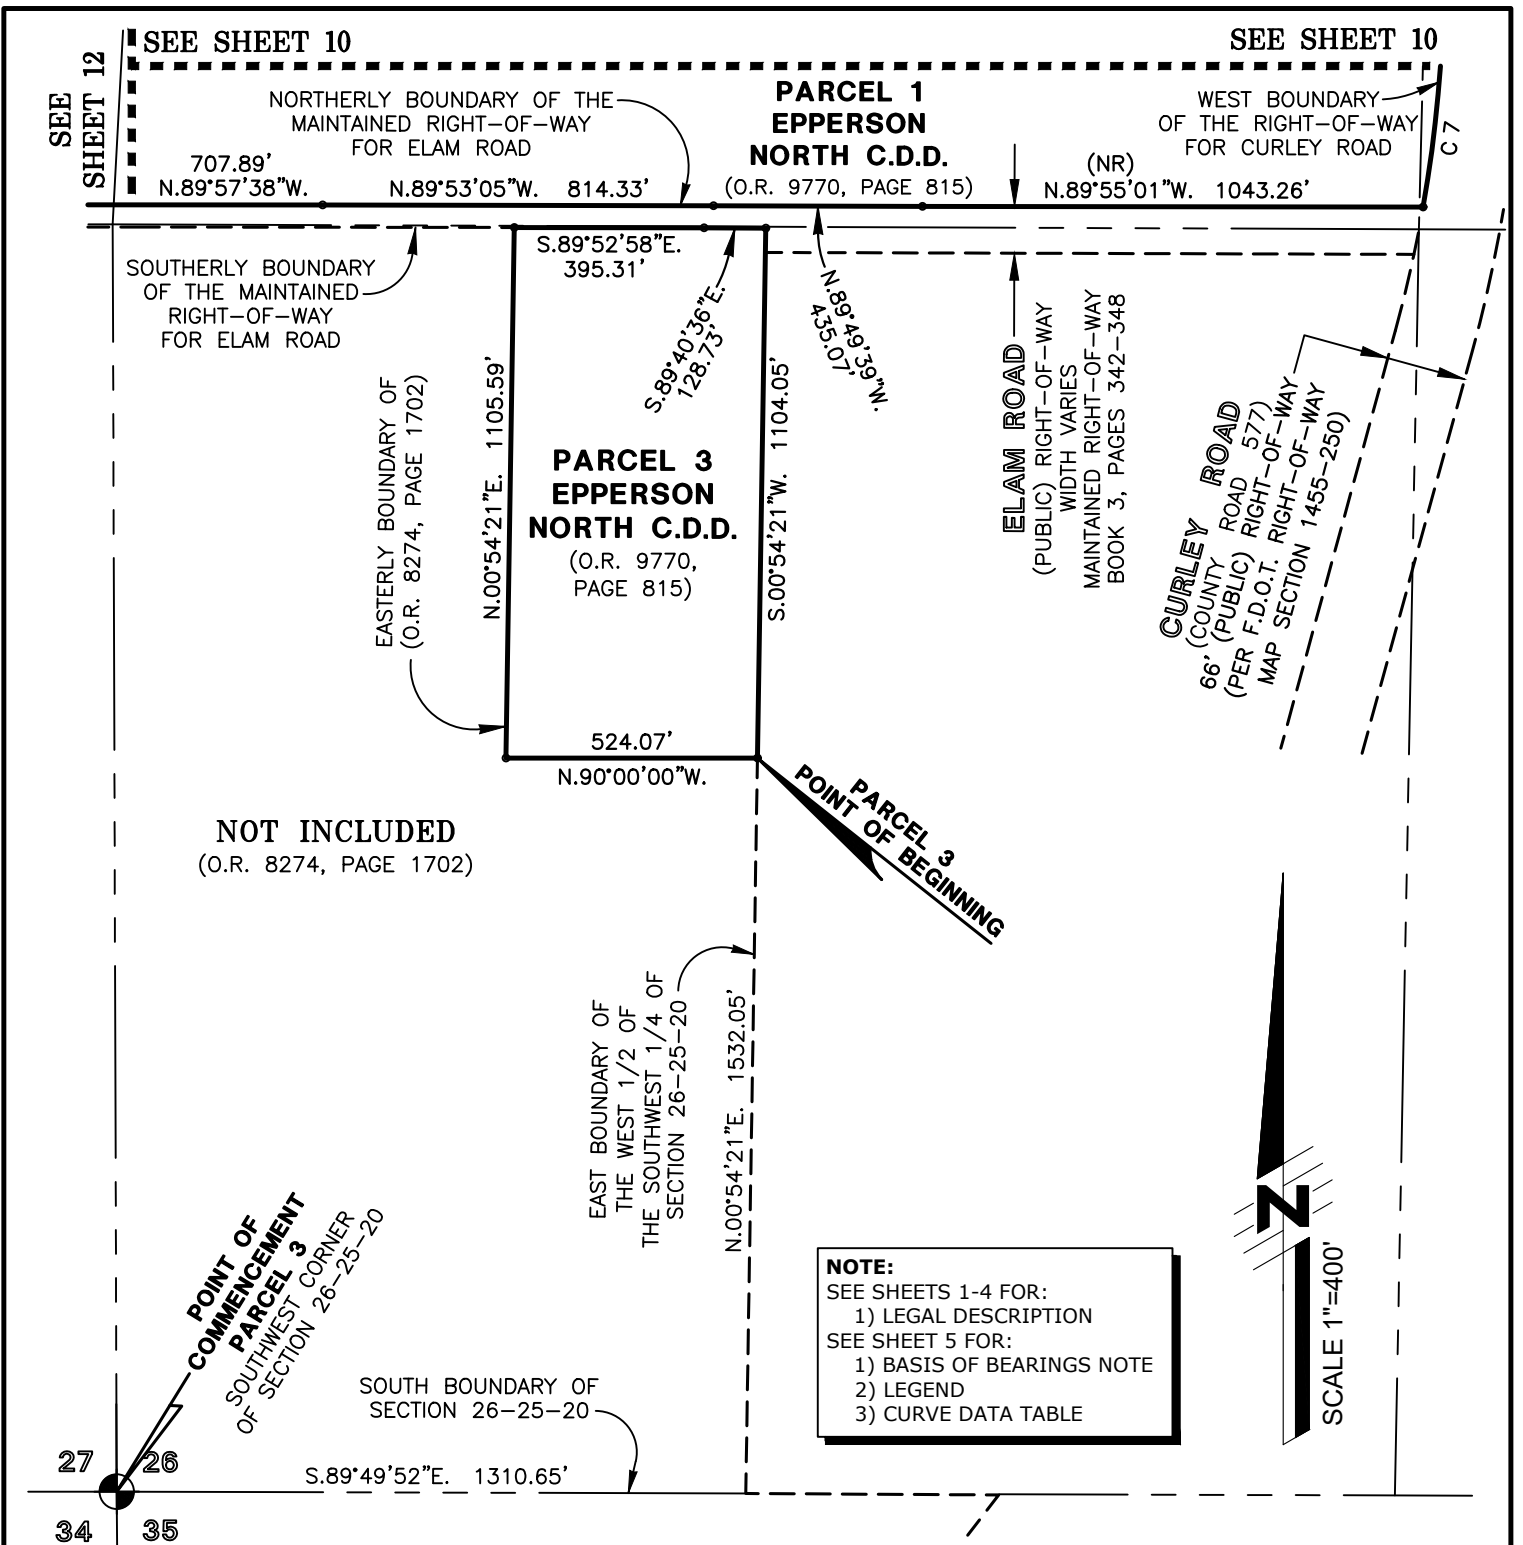 SEE SHEET 10
SEE SHEET 10
SEE
SHEET 12
NORTHERLY BOUNDARY OF THE
MAINTAINED RIGHT-OF-WAY
FOR ELAM ROAD
PARCEL 1
EPPERSON
NORTH C.D.D.
(O.R. 9770, PAGE 815)
WEST BOUNDARY
OF THE RIGHT-OF-WAY
FOR CURLEY ROAD
C7
707.89'
N.89°57'38"W.
N.89°53'05"W. 814.33'
(NR)
N.89°55'01"W. 1043.26'
SOUTHERLY BOUNDARY
OF THE MAINTAINED
RIGHT-OF-WAY
FOR ELAM ROAD
S.89°52'58"E.
395.31'
S.89°40'36"E.
128.73'
N.89°49'39"W.
435.07'
EASTERLY BOUNDARY OF
(O.R. 8274, PAGE 1702)
N.00°54'21"E. 1105.59'
PARCEL 3
EPPERSON
NORTH C.D.D.
(O.R. 9770,
PAGE 815)
S.00°54'21"W. 1104.05'
ELAM ROAD
(PUBLIC) RIGHT-OF-WAY
WIDTH VARIES
MAINTAINED RIGHT-OF-WAY
BOOK 3, PAGES 342-348
CURLEY ROAD
(COUNTY ROAD 577)
66' (PUBLIC) RIGHT-OF-WAY
(PER F.D.O.T. RIGHT-OF-WAY
MAP SECTION 1455-250)
524.07'
N.90°00'00"W.
PARCEL 3
POINT OF BEGINNING
NOT INCLUDED
(O.R. 8274, PAGE 1702)
EAST BOUNDARY OF
THE WEST 1/2 OF
THE SOUTHWEST 1/4 OF
SECTION 26-25-20
N.00°54'21"E. 1532.05'
POINT OF
COMMENCEMENT
PARCEL 3
SOUTHWEST CORNER
OF SECTION 26-25-20
NOTE:
SEE SHEETS 1-4 FOR:
1) LEGAL DESCRIPTION
SEE SHEET 5 FOR:
1) BASIS OF BEARINGS NOTE
2) LEGEND
3) CURVE DATA TABLE
N
SCALE 1"=400'
SOUTH BOUNDARY OF
SECTION 26-25-20
27 26
S.89°49'52"E. 1310.65'
34 35